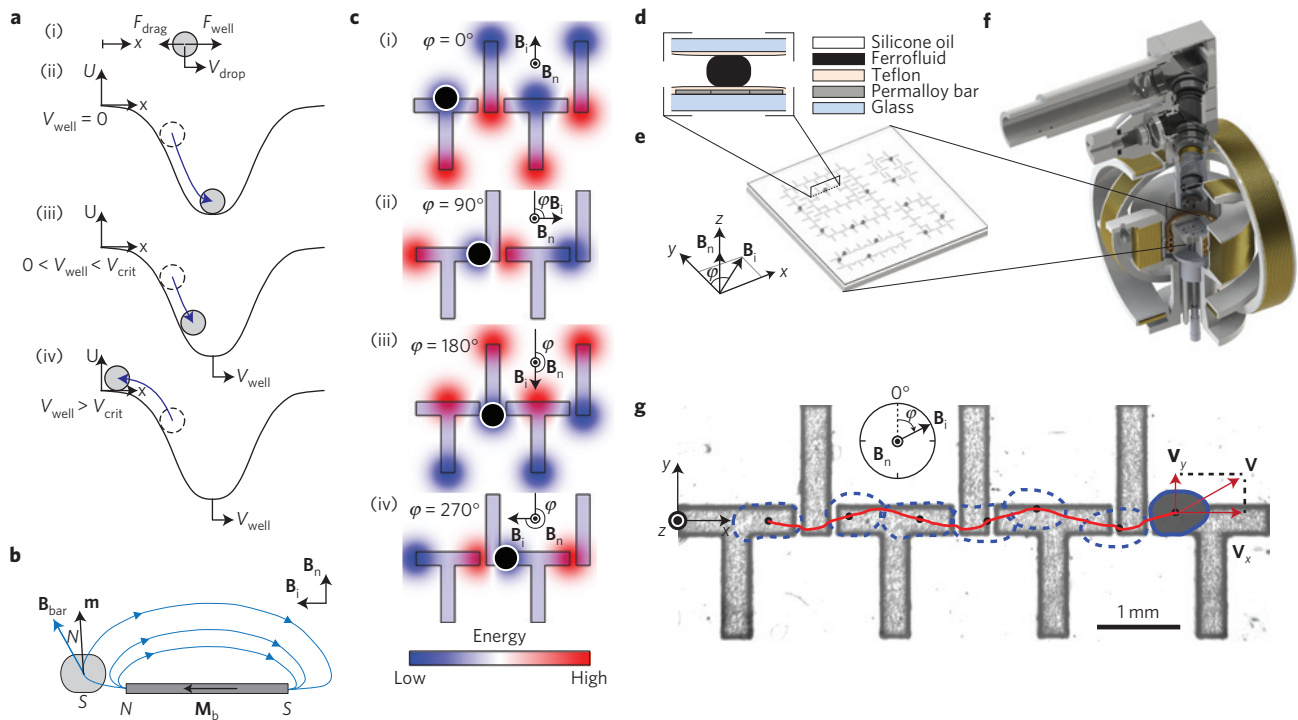 a
(i)
F_drag
F_well
x
V_drop
(ii)
U
x
V_well = 0
(iii)
U
x
0 < V_well < V_crit
V_well
(iv)
U
x
V_well > V_crit
V_well
b
B_bar
m
N
S
N
M_b
S
B_n
B_i
c
(i)
φ = 0°
B_i
B_n
(ii)
φ = 90°
φ
B_i
B_n
(iii)
φ = 180°
φ
B_n
B_i
(iv)
φ = 270°
φ
B_i
B_n
Energy
Low
High
d
Silicone oil
Ferrofluid
Teflon
Permalloy bar
Glass
e
z
B_n
y
B_i
φ
x
f
g
0°
φ
B_i
B_n
y
z
x
V_y
V
V_x
1 mm